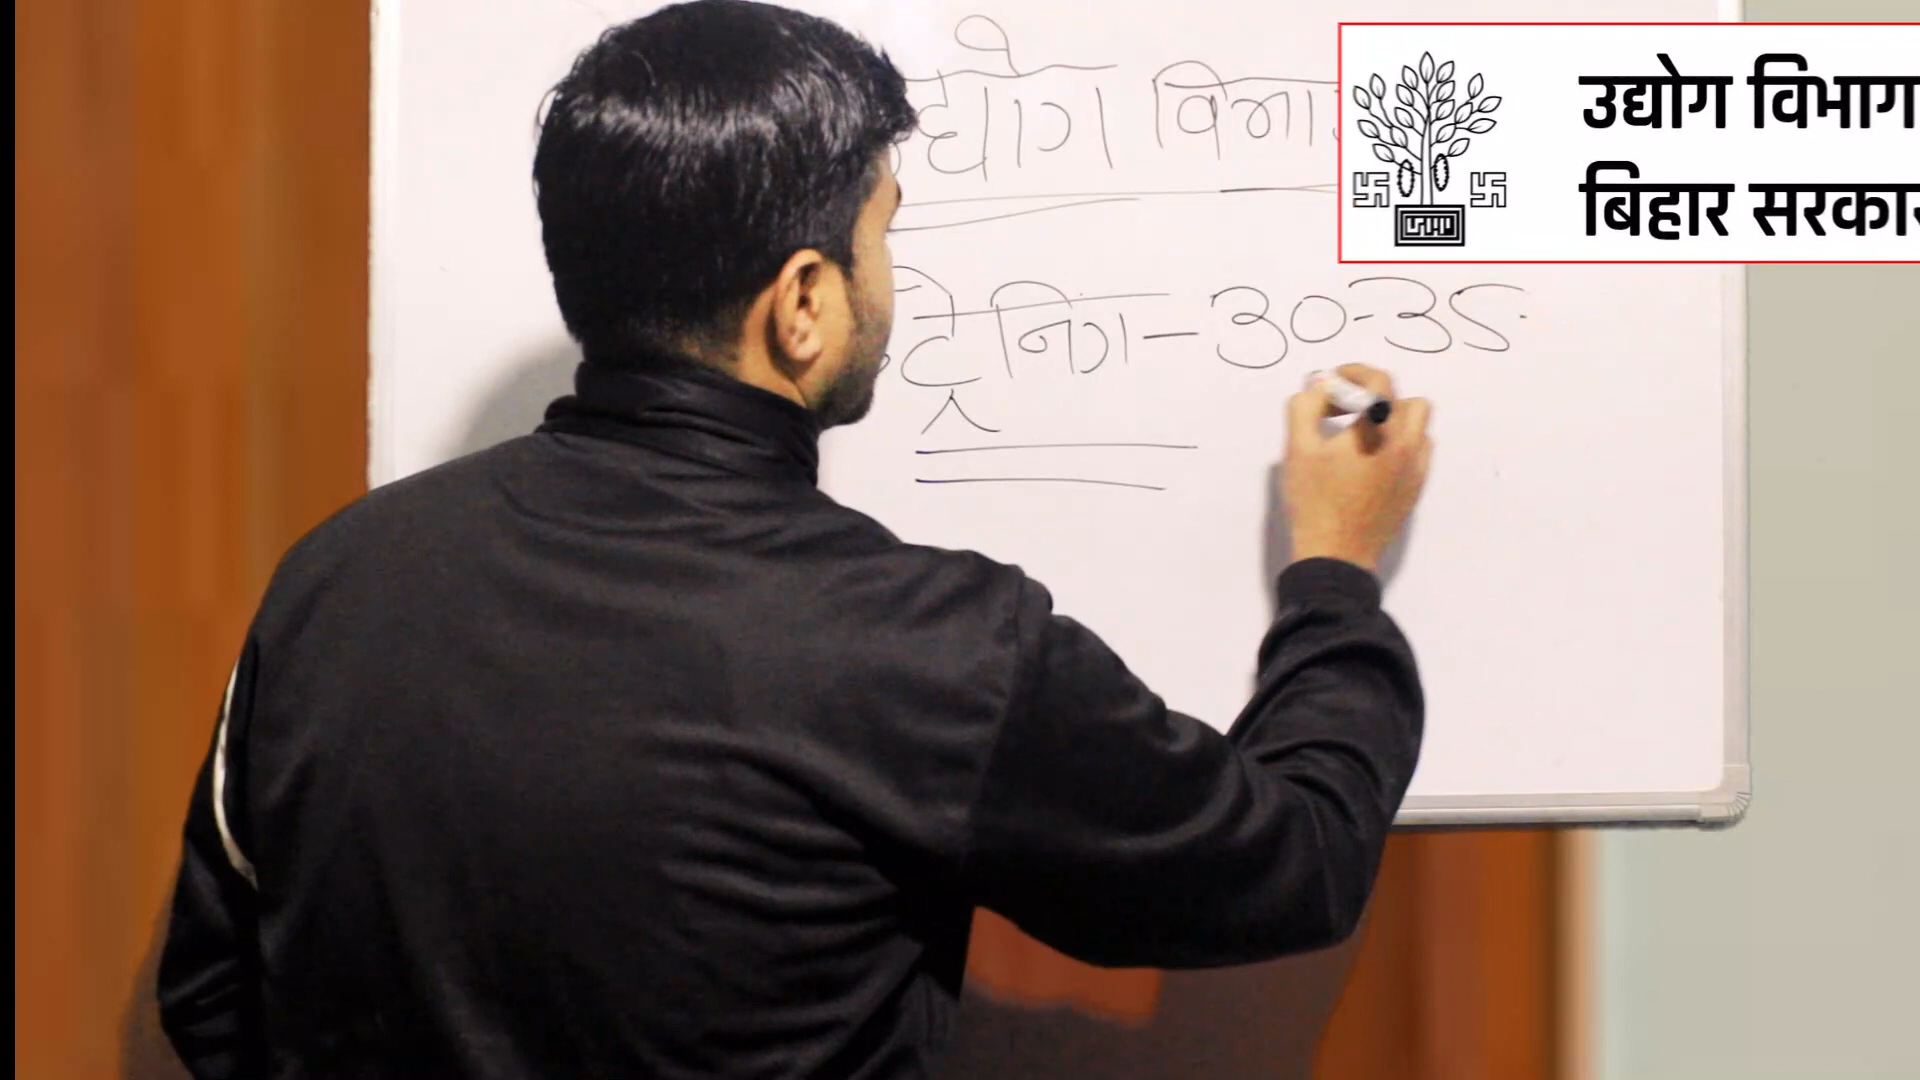 उद्योग विभाग
बिहार सरकार
द्योग विभा
ट्रेनिंग - 30-35